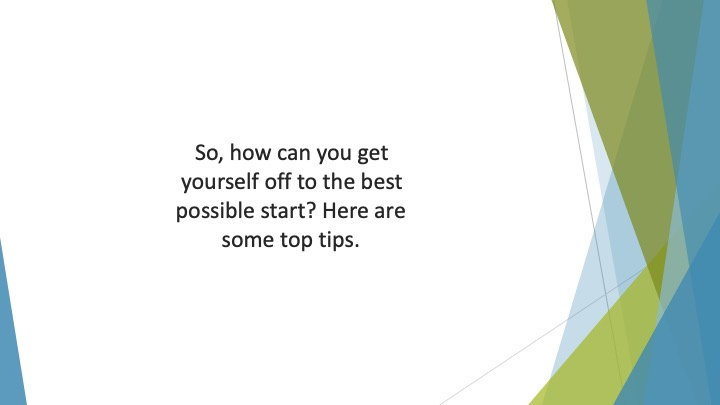 So, how can you get
yourself off to the best
possible start? Here are
some top tips.